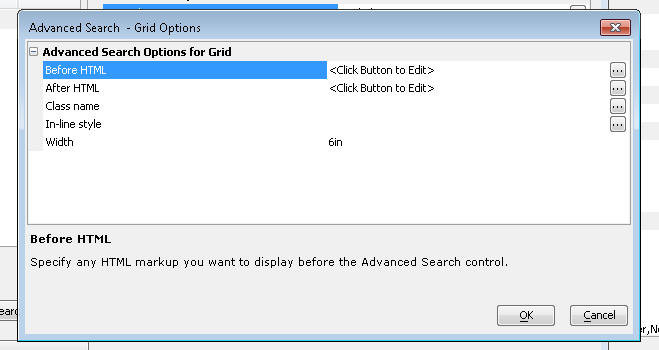 Advanced Search - Grid Options
Advanced Search Options for Grid
Before HTML <Click Button to Edit> ...
After HTML <Click Button to Edit> ...
Class name ...
In-line style ...
Width 6in
Before HTML
Specify any HTML markup you want to display before the Advanced Search control.
OK Cancel